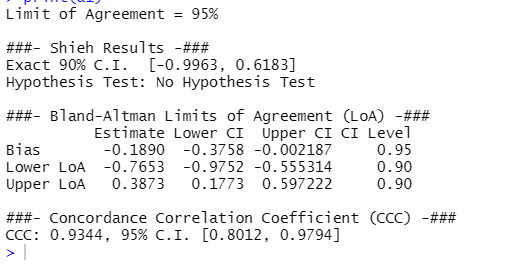 > print(a1)
Limit of Agreement = 95%
###- Shieh Results -###
Exact 90% C.I.  [-0.9963, 0.6183]
Hypothesis Test: No Hypothesis Test
###- Bland-Altman Limits of Agreement (LoA) -###
Estimate Lower CI  Upper CI CI Level
Bias       -0.1890  -0.3758 -0.002187     0.95
Lower LoA  -0.7653  -0.9752 -0.555314     0.90
Upper LoA   0.3873   0.1773  0.597222     0.90
###- Concordance Correlation Coefficient (CCC) -###
CCC: 0.9344, 95% C.I. [0.8012, 0.9794]
>